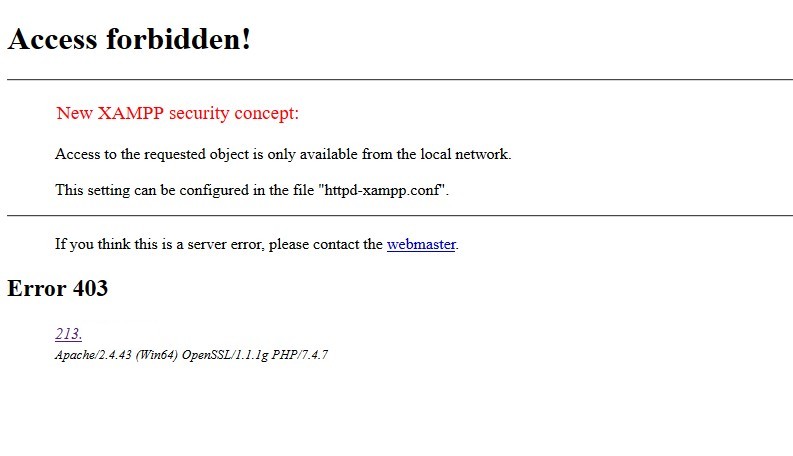 Access forbidden!
New XAMPP security concept:
Access to the requested object is only available from the local network.
This setting can be configured in the file "httpd-xampp.conf".
If you think this is a server error, please contact the webmaster.
Error 403
213.
Apache/2.4.43 (Win64) OpenSSL/1.1.1g PHP/7.4.7